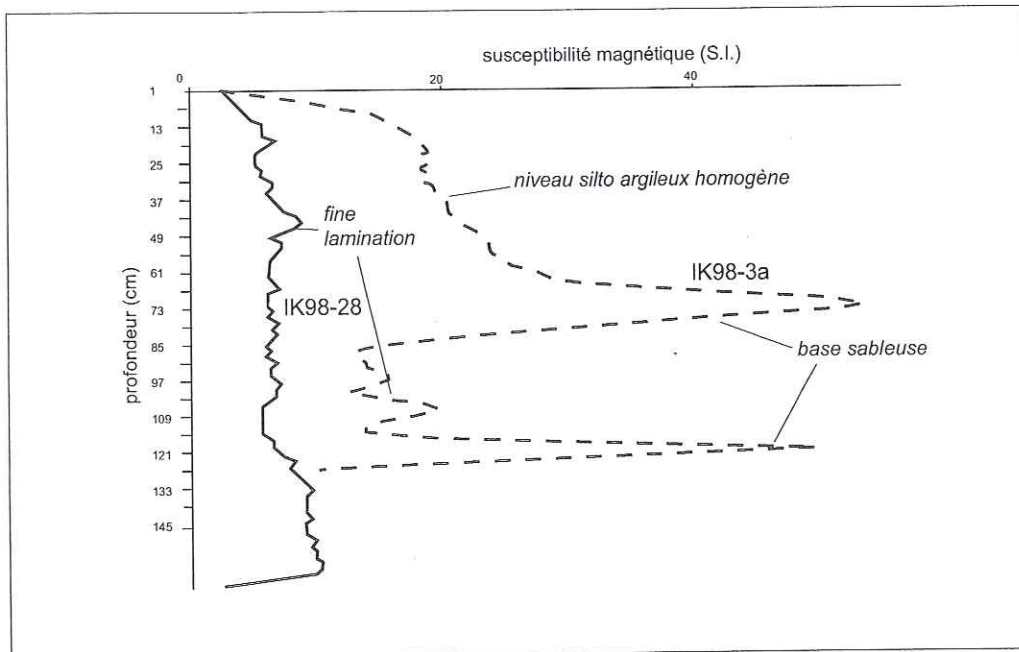 susceptibilité magnétique (S.I.)
0 20 40
1
13
25
37
49
61
73
85
97
109
121
133
145
profondeur (cm)
niveau silto argileux homogène
fine
lamination
IK98-3a
IK98-28
base sableuse